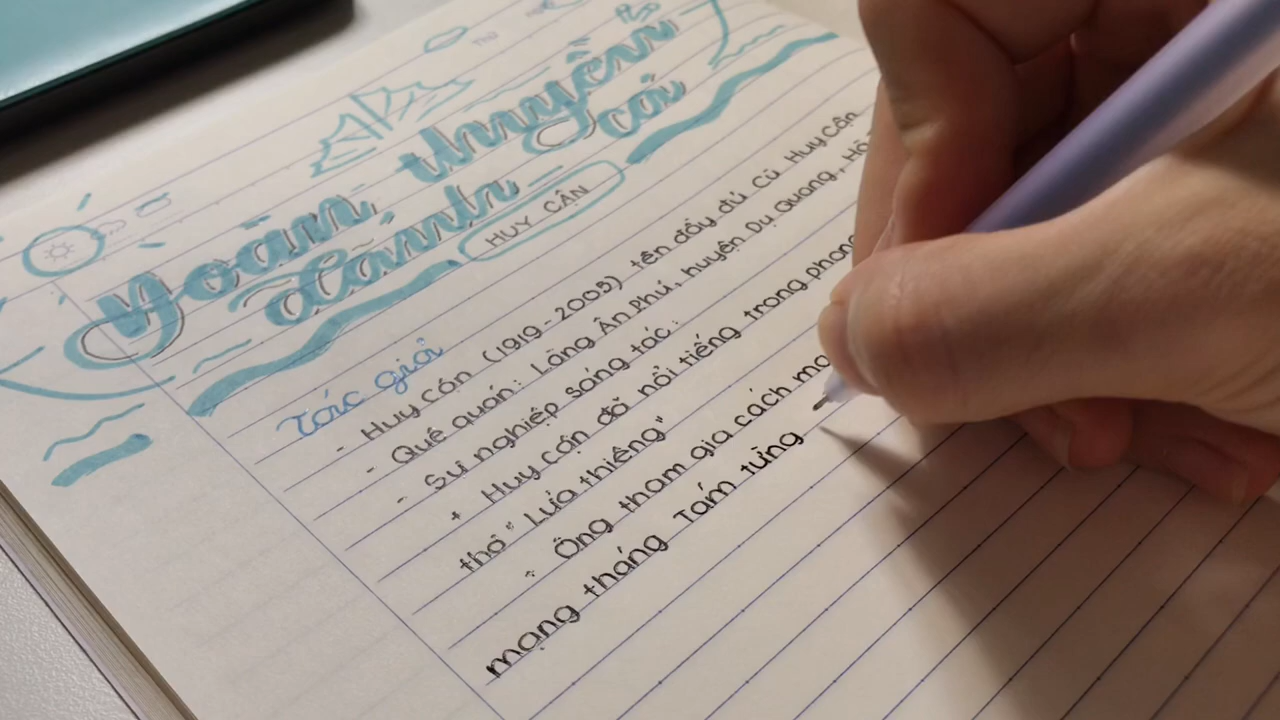 Đoàn thuyền
đánh cá
HUY CẬN
Tác giả
- Huy Cận (1919-2005) tên đầy đủ Cù Huy Cận
- Quê quán: Làng Ân Phú, huyện Vụ Quang, Hà
- Sự nghiệp sáng tác:
+ Huy Cận đã nổi tiếng trong phong
thơ "Lửa thiêng"
+ Ông tham gia cách mạ
mạng tháng Tám từng